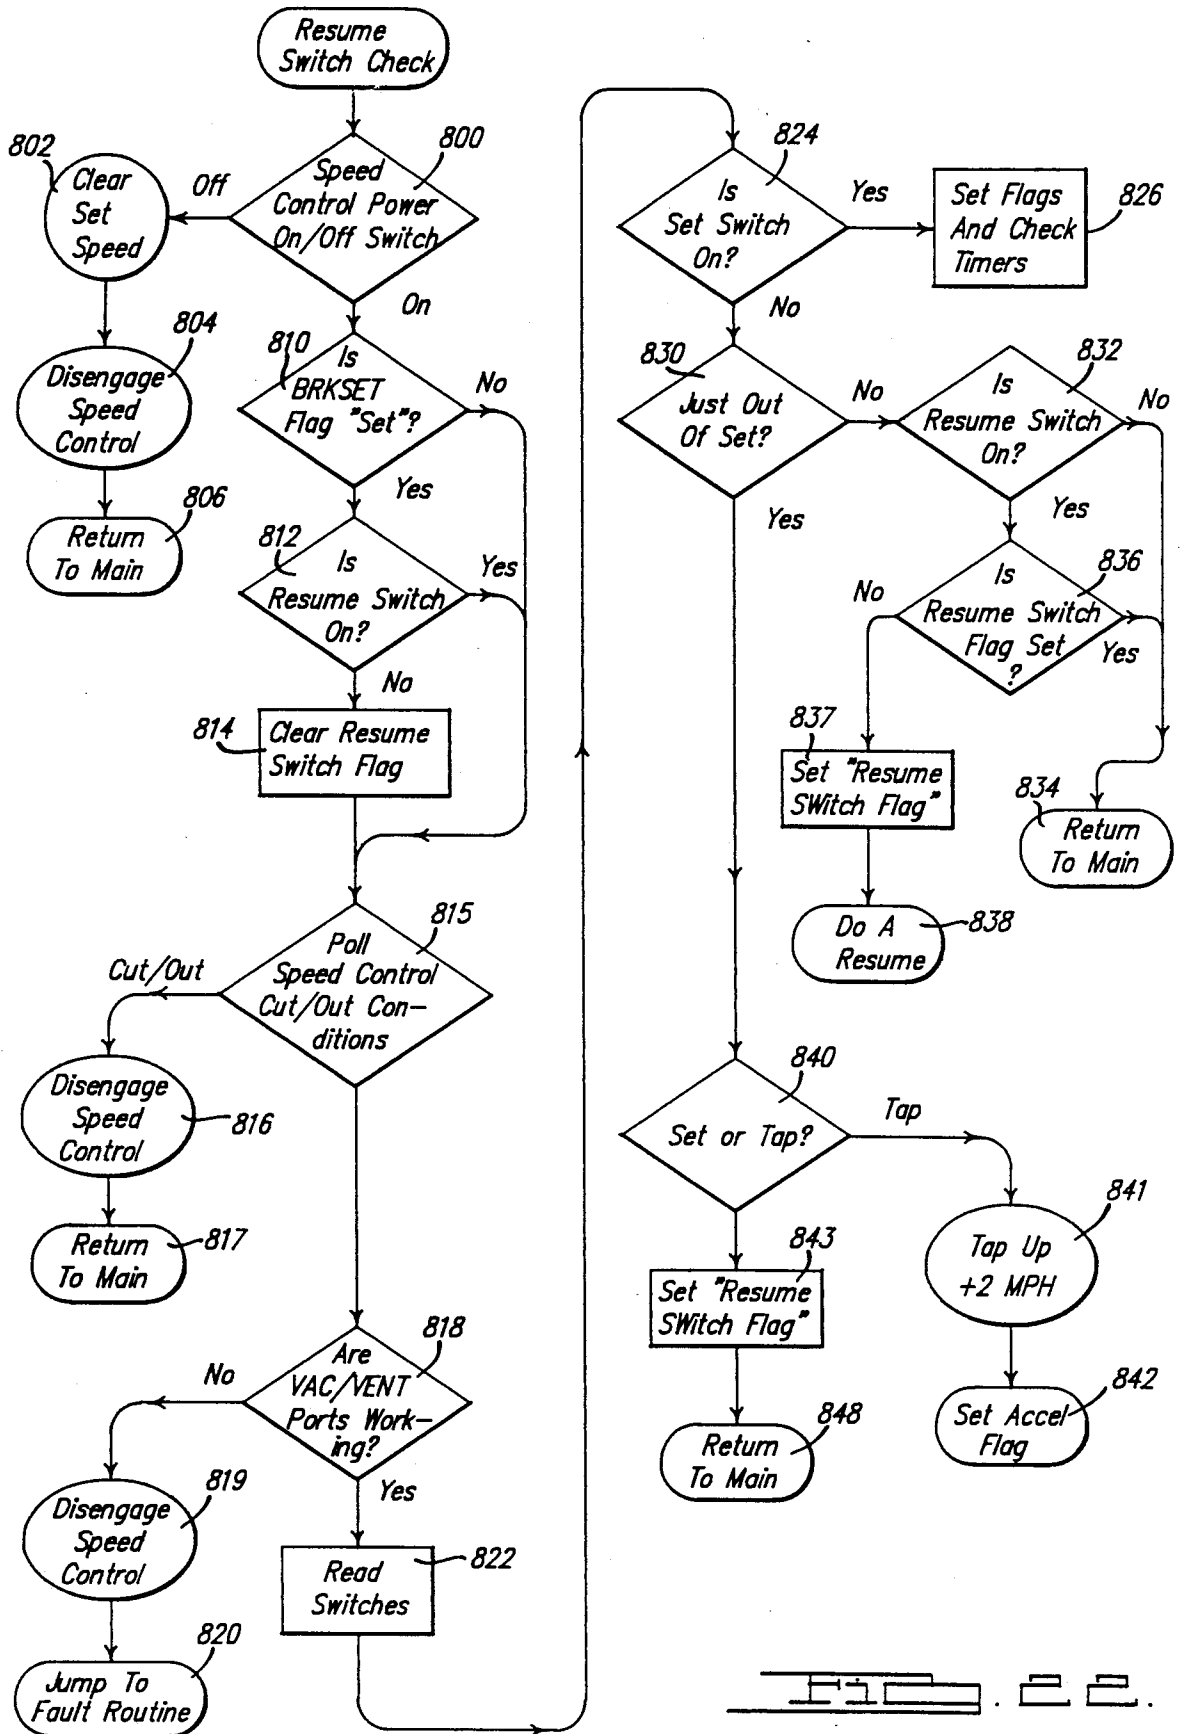 Resume
Switch Check
800
Speed
Control Power
On/Off Switch
Off
On
802
Clear
Set
Speed
804
Disengage
Speed
Control
806
Return
To Main
810
Is
BRKSET
Flag "Set"?
No
Yes
812
Is
Resume Switch
On?
Yes
No
814
Clear Resume
Switch Flag
815
Poll
Speed Control
Cut/Out Con-
ditions
Cut/Out
Disengage
Speed
Control
816
Return
To Main
817
818
Are
VAC/VENT
Ports Work-
ing?
No
Yes
819
Disengage
Speed
Control
820
Jump To
Fault Routine
822
Read
Switches
824
Is
Set Switch
On?
Yes
No
Set Flags
And Check
Timers
826
830
Just Out
Of Set?
No
Yes
832
Is
Resume Switch
On?
No
Yes
836
Is
Resume Switch
Flag Set
?
No
Yes
837
Set "Resume
SWitch Flag"
834
Return
To Main
Do A
Resume
838
840
Set or Tap?
Tap
841
Tap Up
+2 MPH
842
Set Accel
Flag
843
Set "Resume
SWitch Flag"
848
Return
To Main